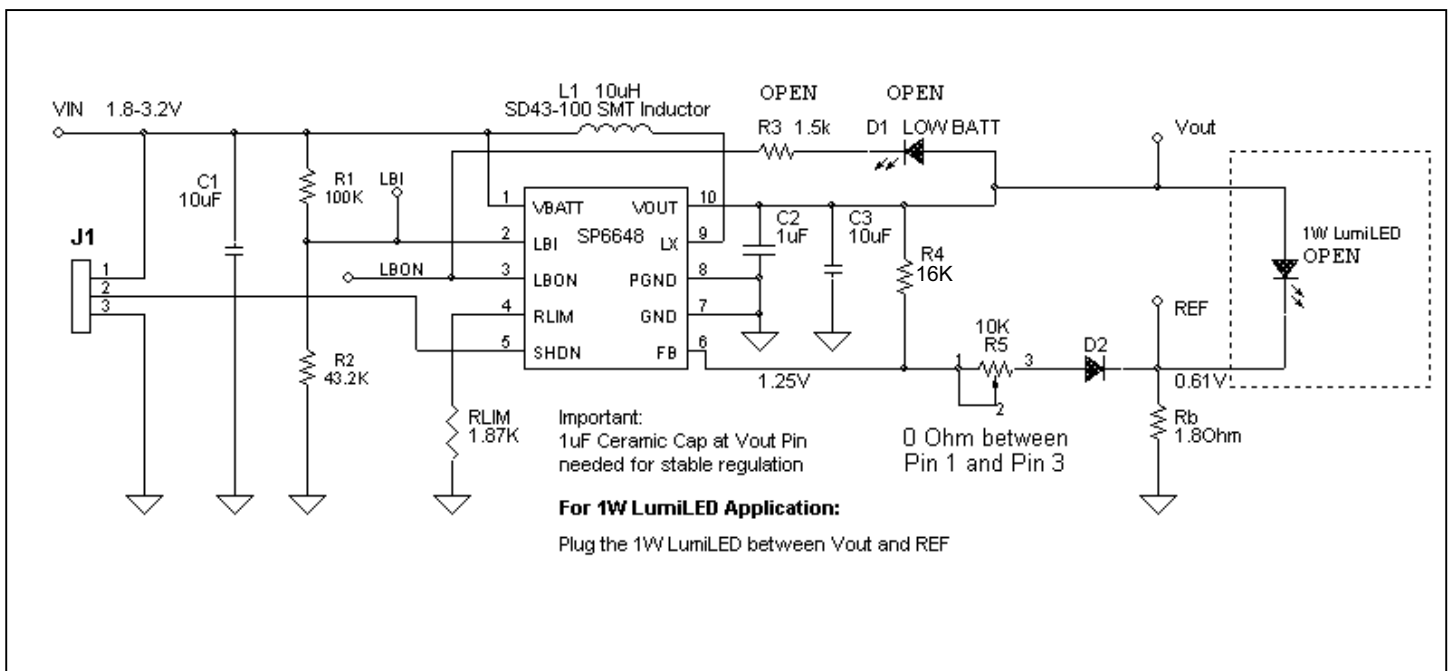 VIN 1.8-3.2V
L1 10uH
SD43-100 SMT Inductor
OPEN
R3 1.5k
OPEN
D1 LOW BATT
Vout
C1
10uF
R1
100K
LBI
LBON
J1
1
2
3
R2
43.2K
RLIM
1.87K
1 VBATT
2 LBI
3 LBON
4 RLIM
5 SHDN
SP6648
VOUT 10
LX 9
PGND 8
GND 7
FB 6
C2
1uF
C3
10uF
R4
16K
1.25V
10K
R5
1
3
2
D2
REF
0.61V
Rb
1.8Ohm
1W LumiLED
OPEN
0 Ohm between
Pin 1 and Pin 3
Important:
1uF Ceramic Cap at Vout Pin
needed for stable regulation
For 1W LumiLED Application:
Plug the 1W LumiLED between Vout and REF